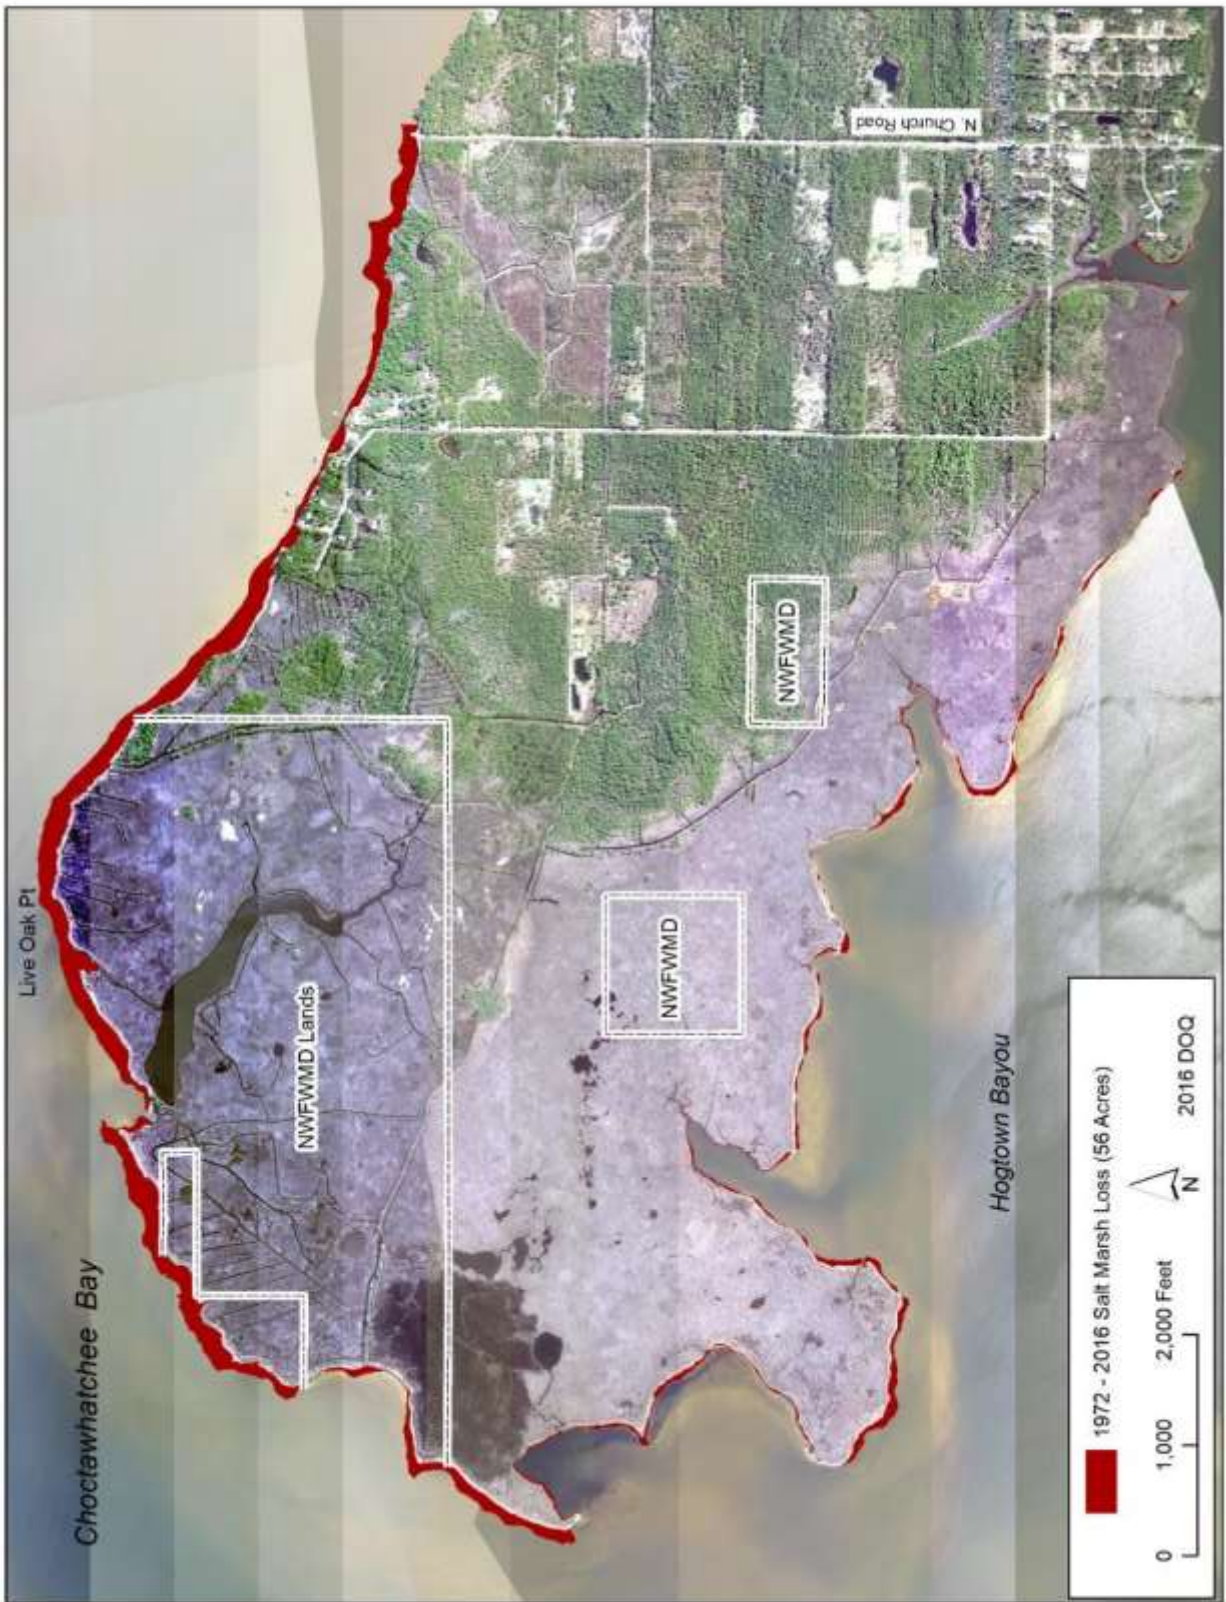 Live Oak Pt
Choctawhatchee Bay
N. Church Road
NWFWMD Lands
NWFWMD
NWFWMD
Hogtown Bayou
1972 - 2016 Salt Marsh Loss (56 Acres)
0 1,000 2,000 Feet
N
2016 DOQ